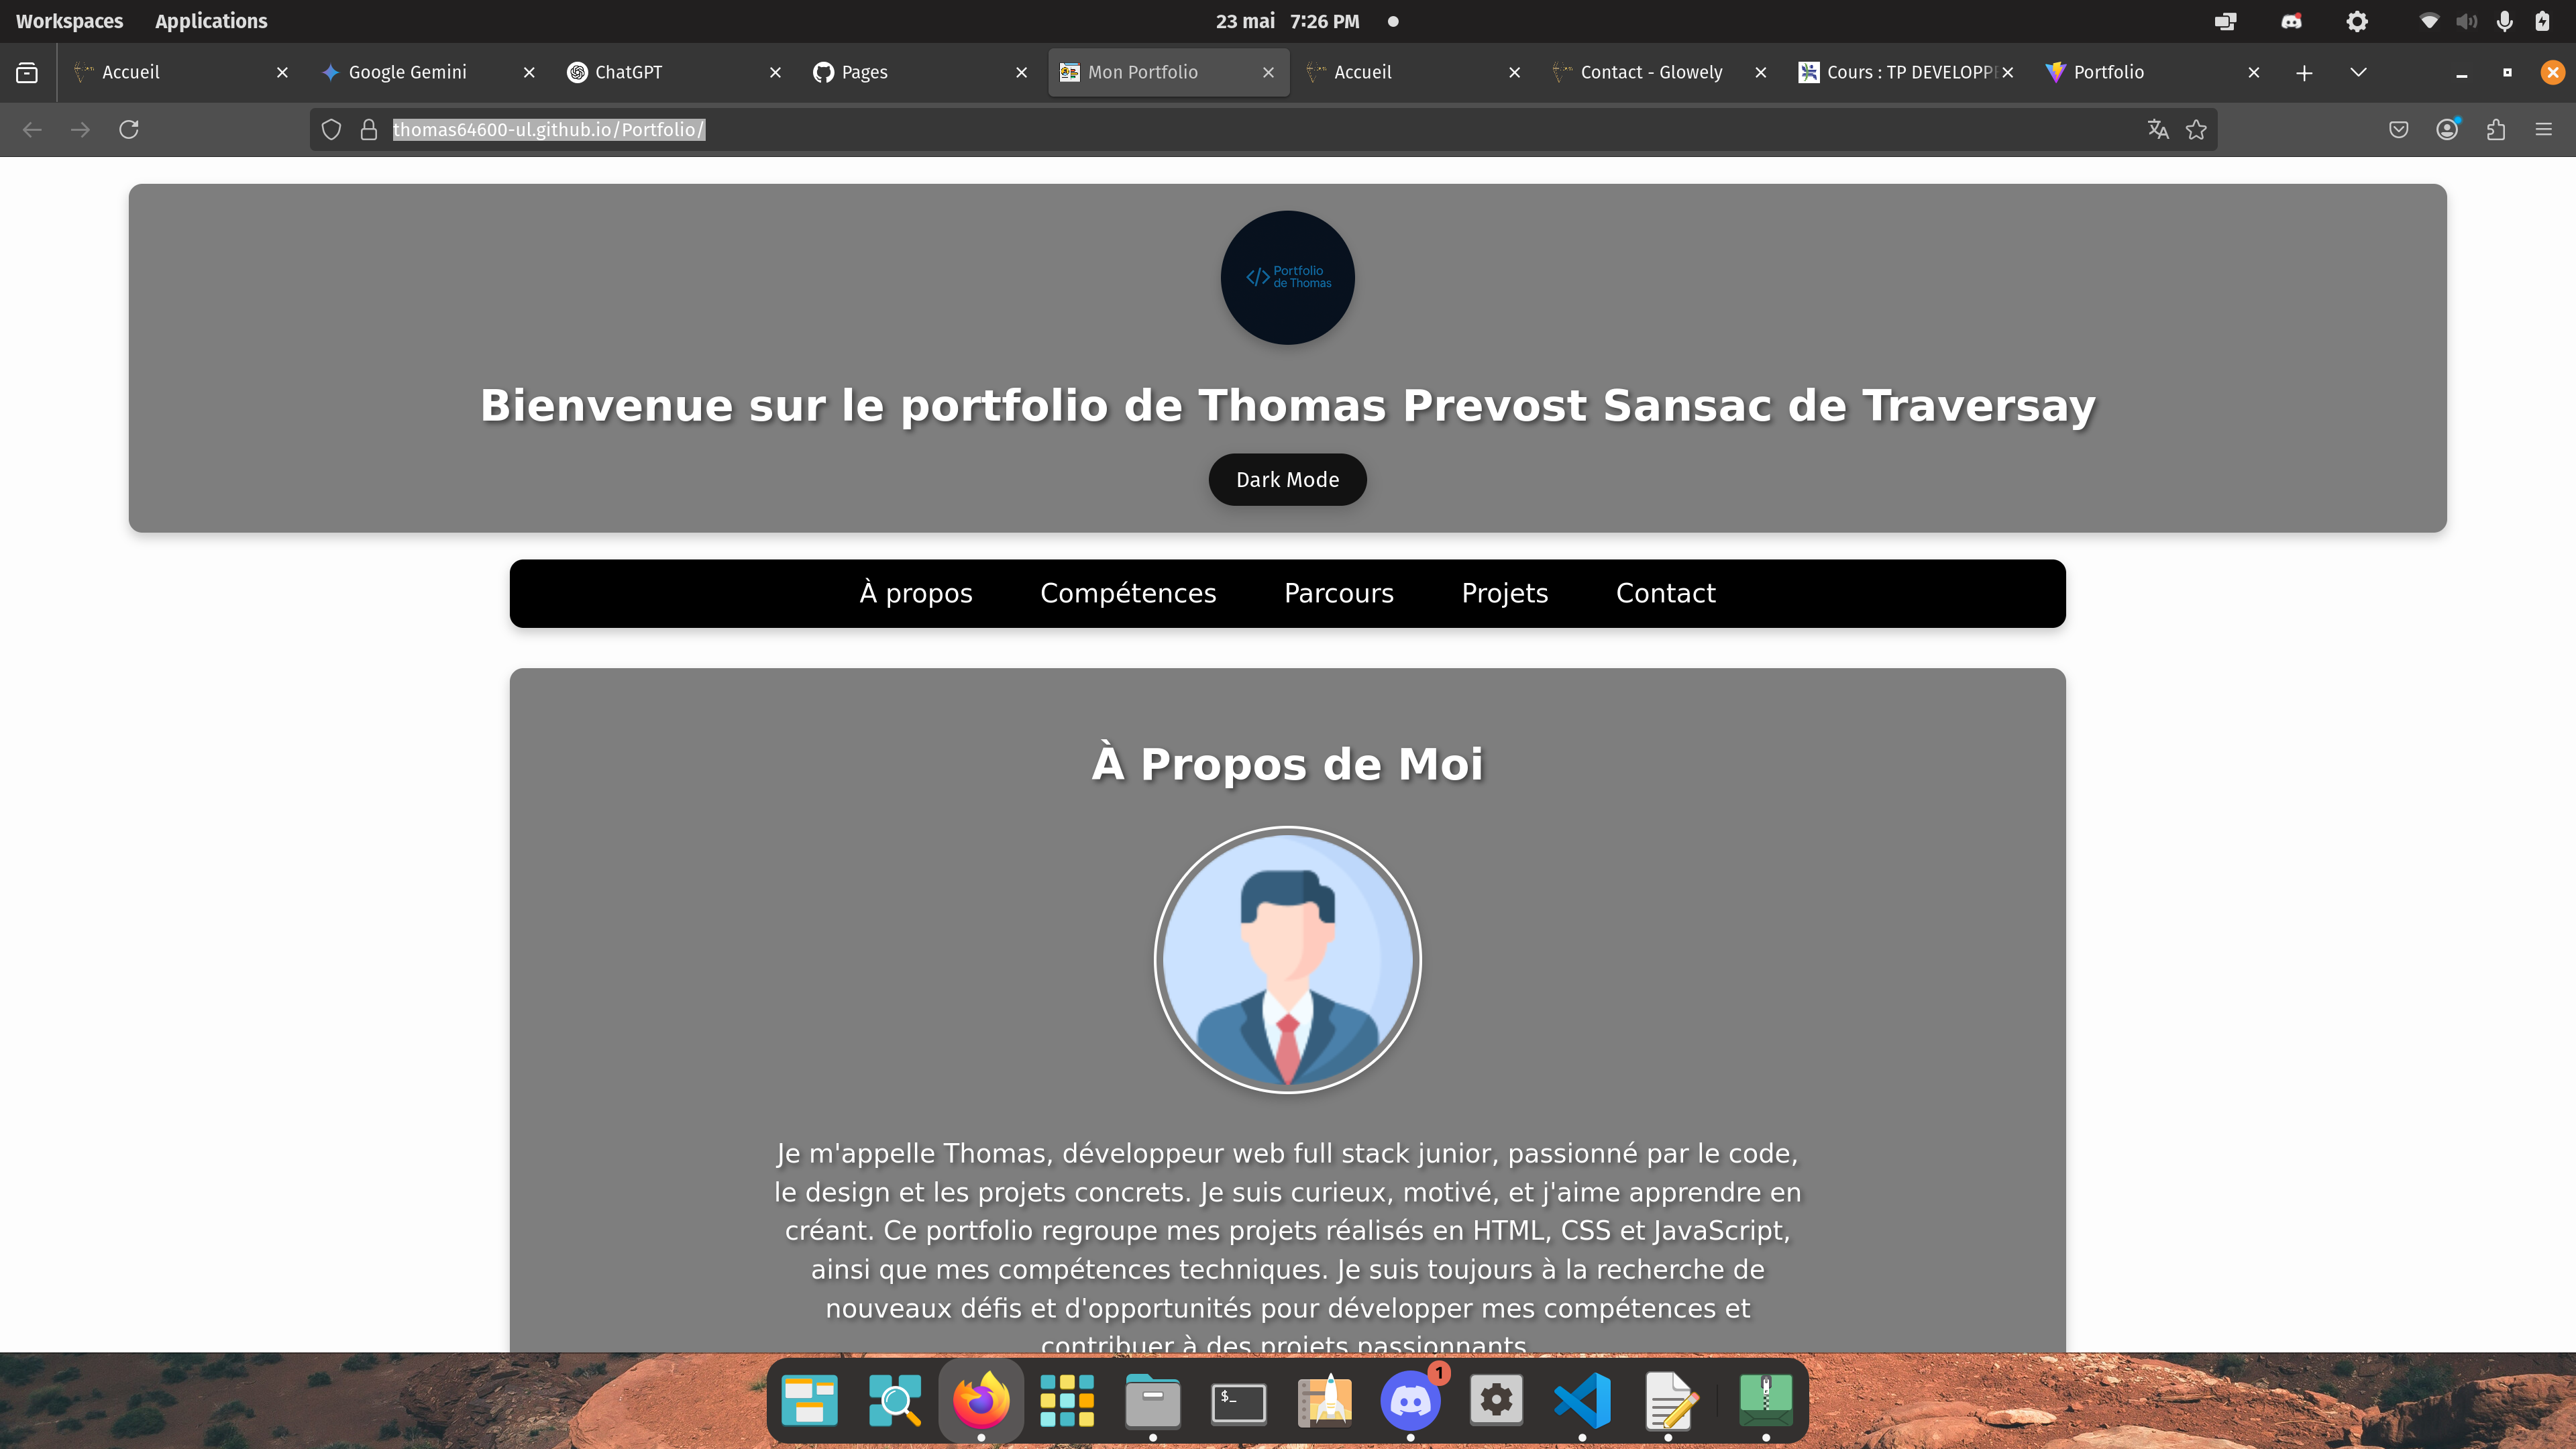 Workspaces Applications 23 mai 7:26 PM
Accueil Google Gemini ChatGPT Pages Mon Portfolio Accueil Contact - Glowely Cours : TP DEVELOPPE Portfolio
thomas64600-ul.github.io/Portfolio/
</> Portfolio
de Thomas
Bienvenue sur le portfolio de Thomas Prevost Sansac de Traversay
Dark Mode
À propos Compétences Parcours Projets Contact
À Propos de Moi
Je m'appelle Thomas, développeur web full stack junior, passionné par le code,
le design et les projets concrets. Je suis curieux, motivé, et j'aime apprendre en
créant. Ce portfolio regroupe mes projets réalisés en HTML, CSS et JavaScript,
ainsi que mes compétences techniques. Je suis toujours à la recherche de
nouveaux défis et d'opportunités pour développer mes compétences et
contribuer à des projets passionnants.
$_
1